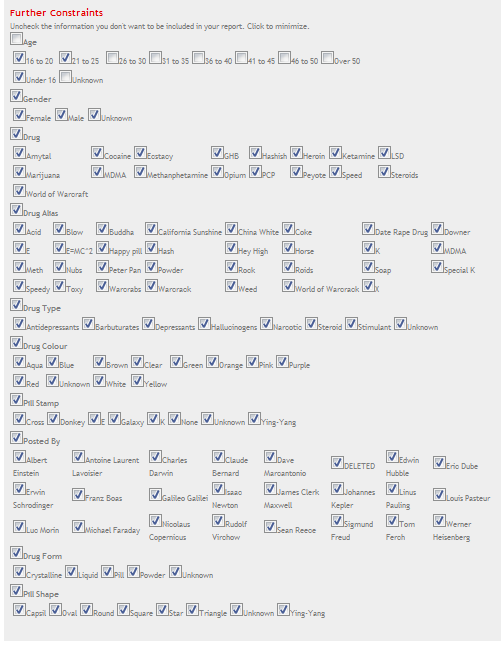 Further Constraints
Uncheck the information you don't want to be included in your report. Click to minimize.
Age
16 to 20 21 to 25 26 to 30 31 to 35 36 to 40 41 to 45 46 to 50 Over 50
Under 16 Unknown
Gender
Female Male Unknown
Drug
Amytal Cocaine Ecstacy GHB Hashish Heroin Ketamine LSD
Marijuana MDMA Methanphetamine Opium PCP Peyote Speed Steroids
World of Warcraft
Drug Alias
Acid Blow Buddha California Sunshine China White Coke Date Rape Drug Downer
E E=MC^2 Happy pill Hash Hey High Horse K MDMA
Meth Nubs Peter Pan Powder Rock Roids Soap Special K
Speedy Toxy Warcrabs Warcrack Weed World of Warcrack X
Drug Type
Antidepressants Barbuturates Depressants Hallucinogens Narcotic Steroid Stimulant Unknown
Drug Colour
Aqua Blue Brown Clear Green Orange Pink Purple
Red Unknown White Yellow
Pill Stamp
Cross Donkey E Galaxy K None Unknown Ying-Yang
Posted By
Albert Einstein Antoine Laurent Lavoisier Charles Darwin Claude Bernard Dave Marcantonio DELETED Edwin Hubble Eric Dube
Erwin Schrodinger Franz Boas Galileo Galilei Isaac Newton James Clerk Maxwell Johannes Kepler Linus Pauling Louis Pasteur
Luc Morin Michael Faraday Nicolaus Copernicus Rudolf Virchow Sean Reece Sigmund Freud Tom Feroh Werner Heisenberg
Drug Form
Crystalline Liquid Pill Powder Unknown
Pill Shape
Capsil Oval Round Square Star Triangle Unknown Ying-Yang